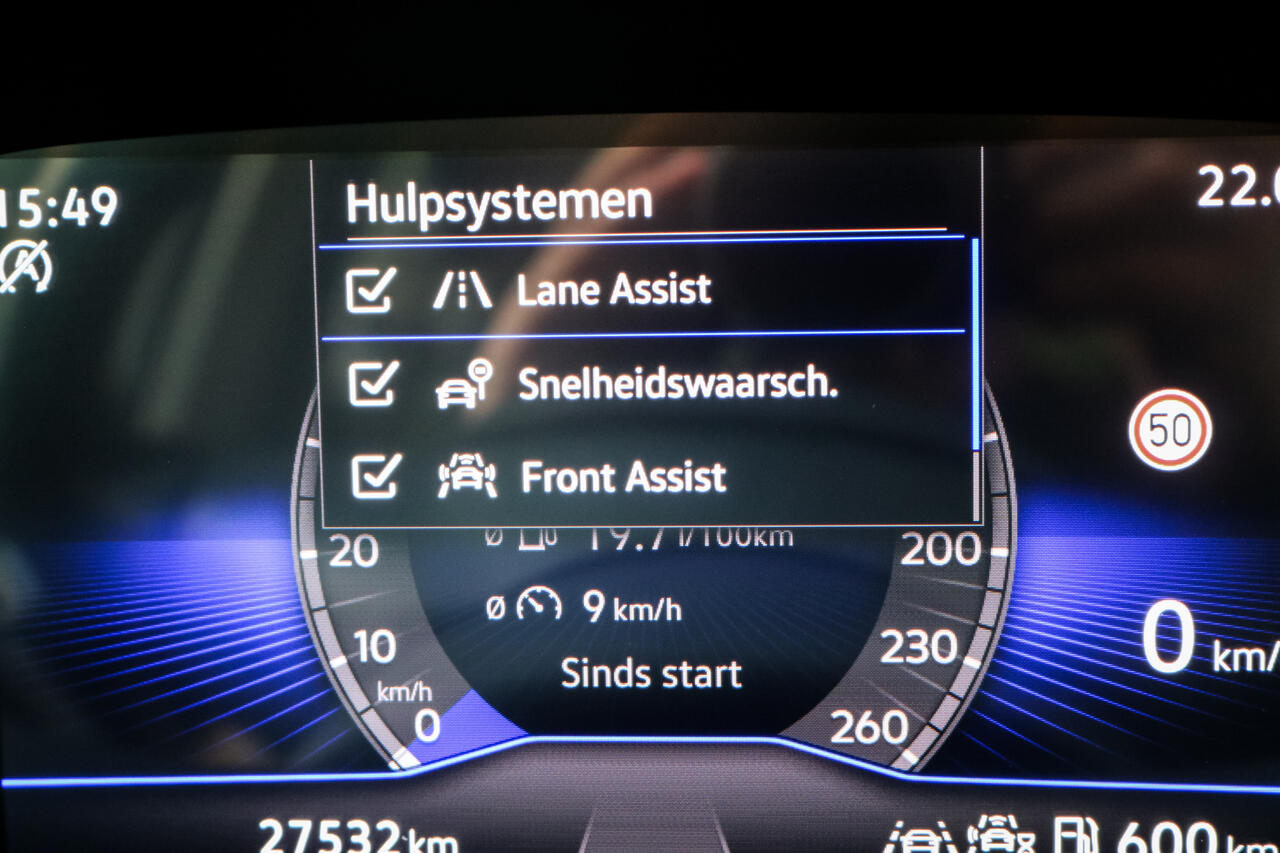 15:49
22.0
Hulpsystemen
Lane Assist
Snelheidswaarsch.
Front Assist
50
Ø 19.7 l/100km
20
200
Ø 9 km/h
0 km/
10
230
Sinds start
km/h
0
260
27532 km
600 km